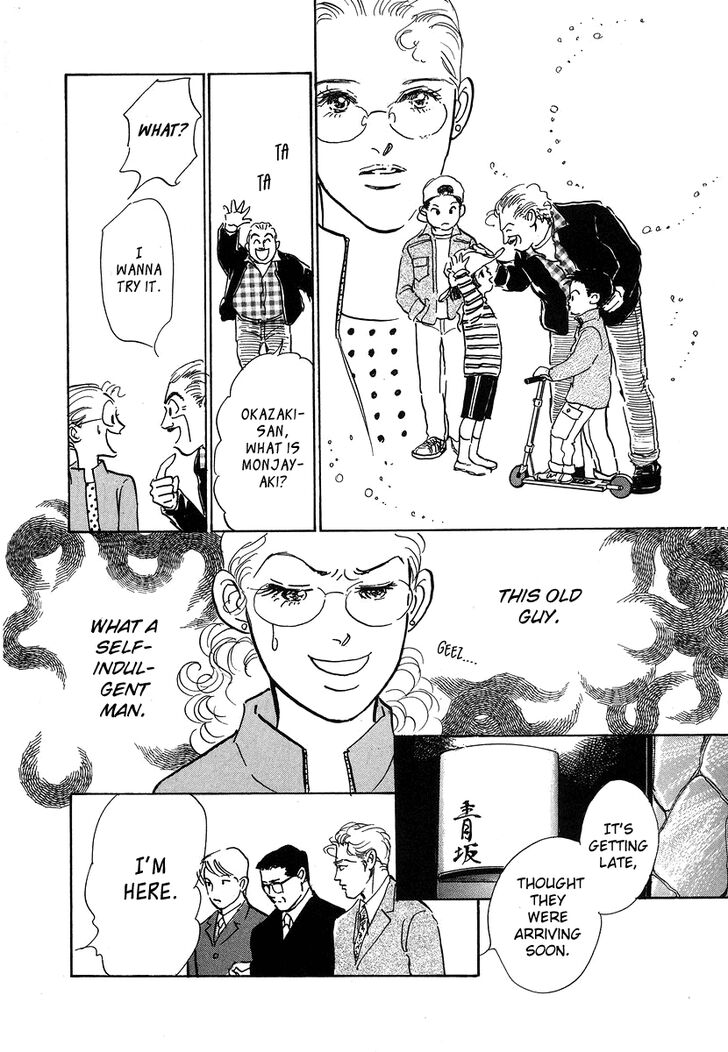 TA
TA
OKAZAKI-
SAN,
WHAT IS
MONJAY-
AKI?
WHAT?
I
WANNA
TRY IT.
THIS OLD
GUY.
GEEZ....
WHAT A
SELF-
INDUL-
GENT
MAN.
青坂
IT'S
GETTING
LATE,
THOUGHT
THEY
WERE
ARRIVING
SOON.
I'M
HERE.